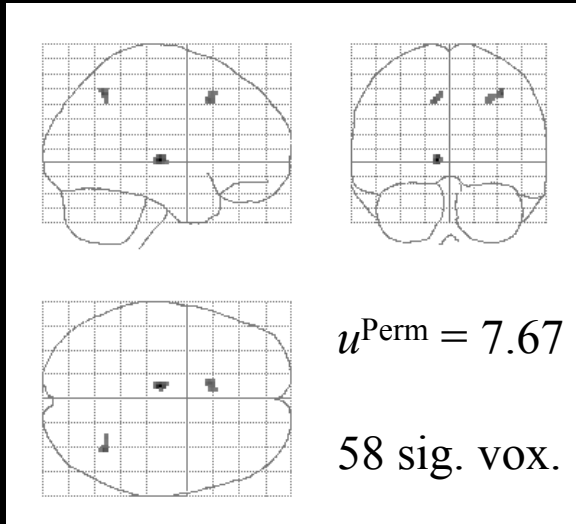 u^Perm = 7.67
58 sig. vox.